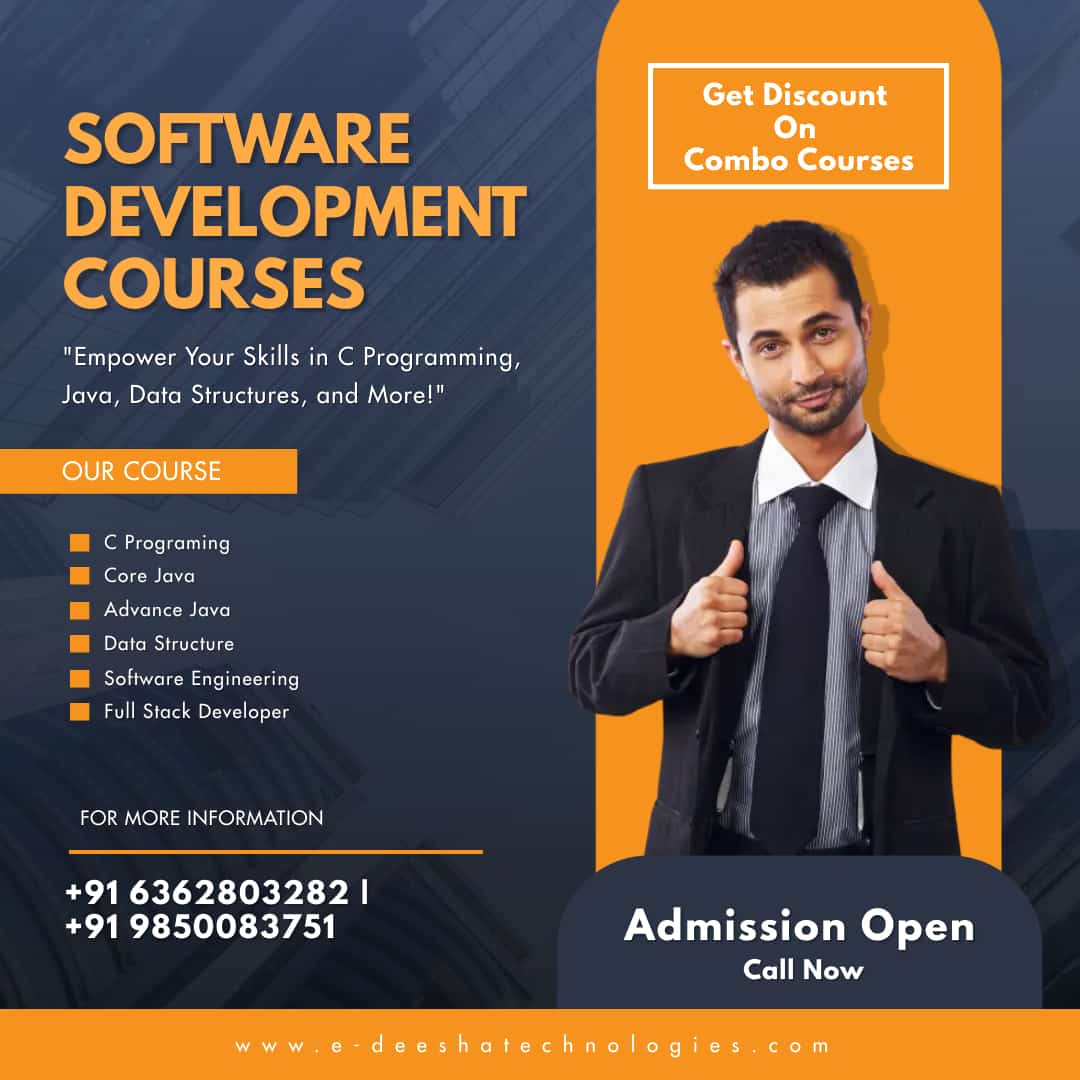 SOFTWARE
DEVELOPMENT
COURSES
"Empower Your Skills in C Programming,
Java, Data Structures, and More!"
OUR COURSE
C Programing
Core Java
Advance Java
Data Structure
Software Engineering
Full Stack Developer
FOR MORE INFORMATION
+91 6362803282 |
+91 9850083751
Get Discount
On
Combo Courses
Admission Open
Call Now
www.e-deeshatechnologies.com